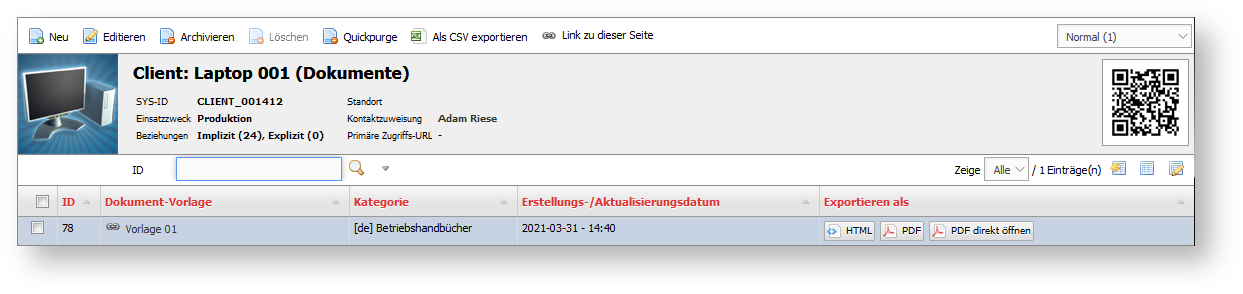 Neu Editieren Archivieren Löschen Quickpurge Als CSV exportieren Link zu dieser Seite Normal (1)
Client: Laptop 001 (Dokumente)
SYS-ID CLIENT_001412 Standort
Einsatzzweck Produktion Kontaktzuweisung Adam Riese
Beziehungen Implizit (24), Explizit (0) Primäre Zugriffs-URL -
ID Zeige Alle / 1 Einträge(n)
ID Dokument-Vorlage Kategorie Erstellungs-/Aktualisierungsdatum Exportieren als
78 Vorlage 01 [de] Betriebshandbücher 2021-03-31 - 14:40 HTML PDF PDF direkt öffnen